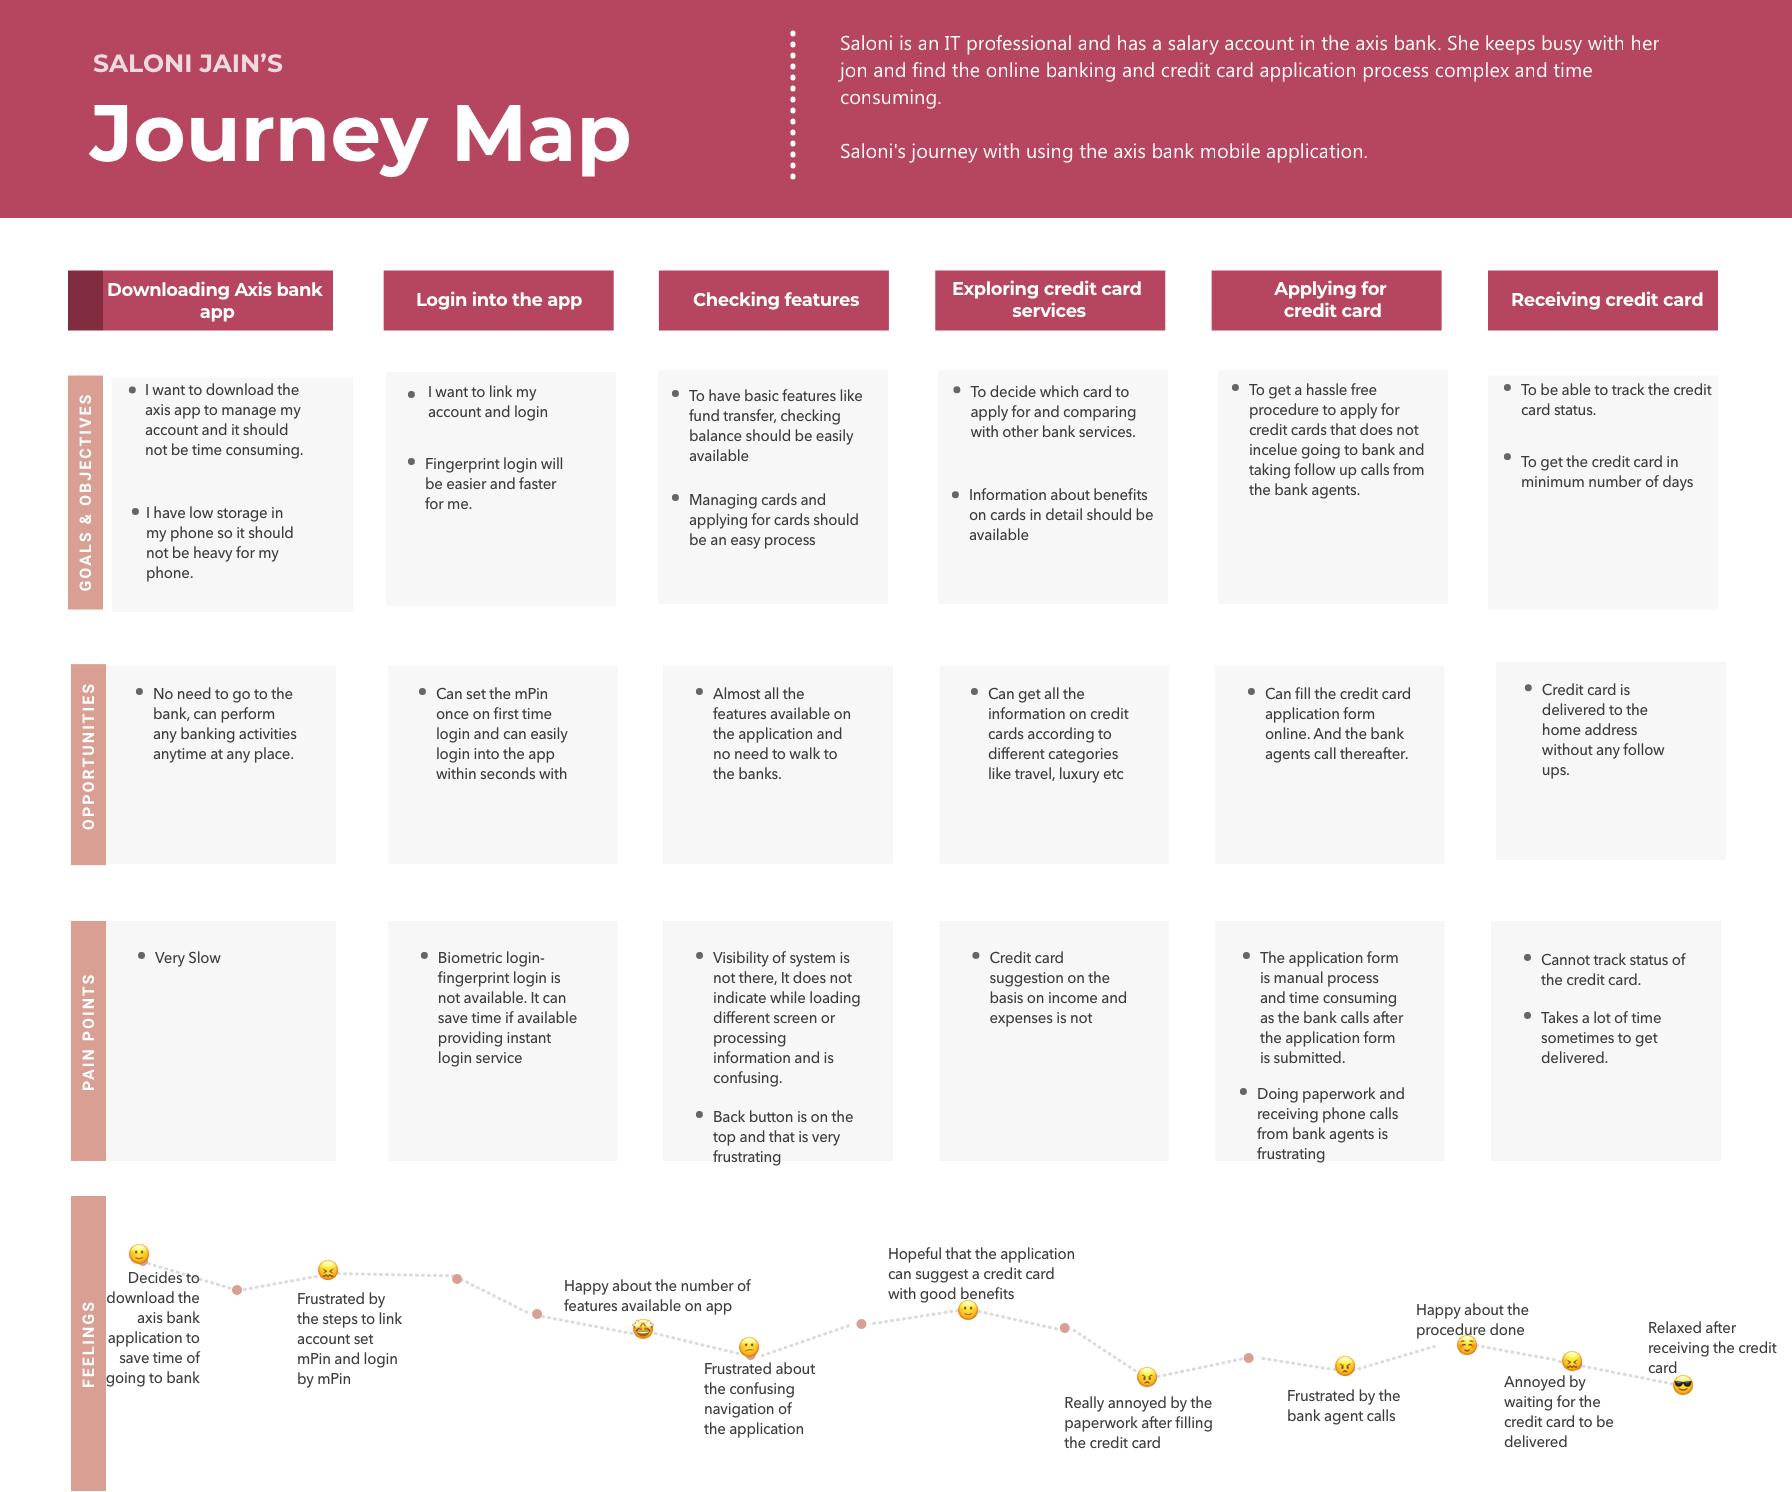 SALONI JAIN’S
Journey Map
Saloni is an IT professional and has a salary account in the axis bank. She keeps busy with her
jon and find the online banking and credit card application process complex and time
consuming.
Saloni's journey with using the axis bank mobile application.
Downloading Axis bank
app
Login into the app
Checking features
Exploring credit card
services
Applying for
credit card
Receiving credit card
GOALS & OBJECTIVES
I want to download the
axis app to manage my
account and it should
not be time consuming.
I have low storage in
my phone so it should
not be heavy for my
phone.
I want to link my
account and login
Fingerprint login will
be easier and faster
for me.
To have basic features like
fund transfer, checking
balance should be easily
available
Managing cards and
applying for cards should
be an easy process
To decide which card to
apply for and comparing
with other bank services.
Information about benefits
on cards in detail should be
available
To get a hassle free
procedure to apply for
credit cards that does not
incelue going to bank and
taking follow up calls from
the bank agents.
To be able to track the credit
card status.
To get the credit card in
minimum number of days
OPPORTUNITIES
No need to go to the
bank, can perform
any banking activities
anytime at any place.
Can set the mPin
once on first time
login and can easily
login into the app
within seconds with
Almost all the
features available on
the application and
no need to walk to
the banks.
Can get all the
information on credit
cards according to
different categories
like travel, luxury etc
Can fill the credit card
application form
online. And the bank
agents call thereafter.
Credit card is
delivered to the
home address
without any follow
ups.
PAIN POINTS
Very Slow
Biometric login-
fingerprint login is
not available. It can
save time if available
providing instant
login service
Visibility of system is
not there, It does not
indicate while loading
different screen or
processing
information and is
confusing.
Back button is on the
top and that is very
frustrating
Credit card
suggestion on the
basis on income and
expenses is not
The application form
is manual process
and time consuming
as the bank calls after
the application form
is submitted.
Doing paperwork and
receiving phone calls
from bank agents is
frustrating
Cannot track status of
the credit card.
Takes a lot of time
sometimes to get
delivered.
FEELINGS
Decides to
download the
axis bank
application to
save time of
going to bank
Frustrated by
the steps to link
account set
mPin and login
by mPin
Happy about the number of
features available on app
Frustrated about
the confusing
navigation of
the application
Hopeful that the application
can suggest a credit card
with good benefits
Really annoyed by the
paperwork after filling
the credit card
Frustrated by the
bank agent calls
Happy about the
procedure done
Annoyed by
waiting for the
credit card to be
delivered
Relaxed after
receiving the credit
card